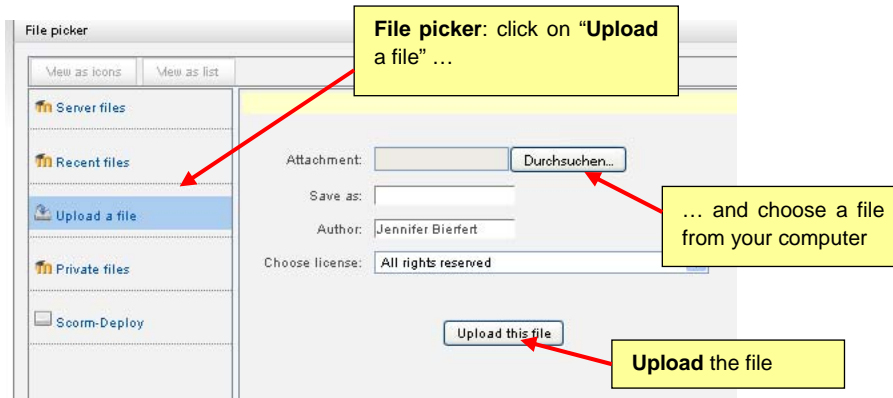 File picker
File picker: click on “Upload
a file” …
View as icons
View as list
Server files
Recent files
Upload a file
Private files
Scorm-Deploy
Attachment:
Durchsuchen...
Save as:
Author:
Jennifer Bierfert
Choose license:
All rights reserved
Upload this file
… and choose a file
from your computer
Upload the file